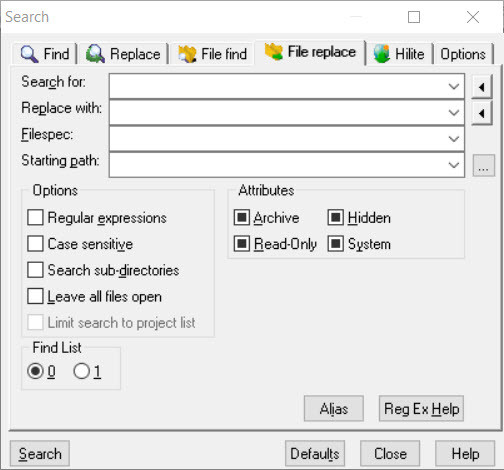 Search
Find Replace File find File replace Hilite Options
Search for:
Replace with:
Filespec:
Starting path:
...
Options Attributes
Regular expressions Archive Hidden
Case sensitive Read-Only System
Search sub-directories
Leave all files open
Limit search to project list
Find List
0 1
Alias Reg Ex Help
Search Defaults Close Help